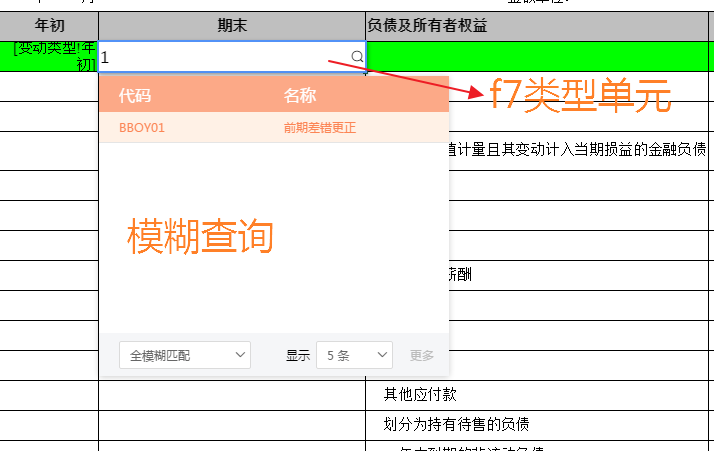 年初 期末 负债及所有者权益
[变动类型!年
初]
1
f7类型单元
代码 名称
BBOY01 前期差错更正
值计量且其变动计入当期损益的金融负债
模糊查询
薪酬
全模糊匹配 显示 5 条 更多
其他应付款
划分为持有待售的负债